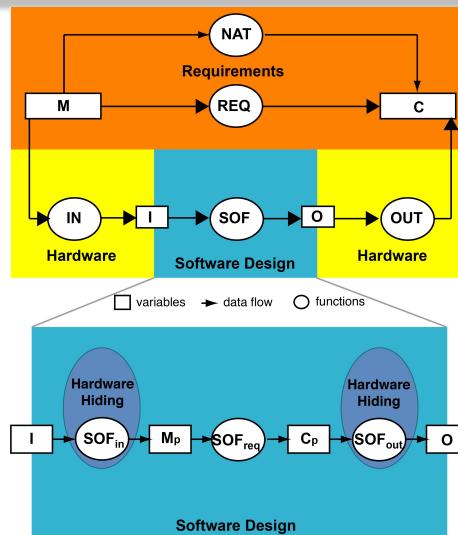 NAT
Requirements
M
REQ
C
IN
I
SOF
O
OUT
Hardware
Software Design
Hardware
variables
data flow
functions
Hardware
Hiding
Hardware
Hiding
I
SOFin
Mp
SOFreq
Cp
SOFout
O
Software Design